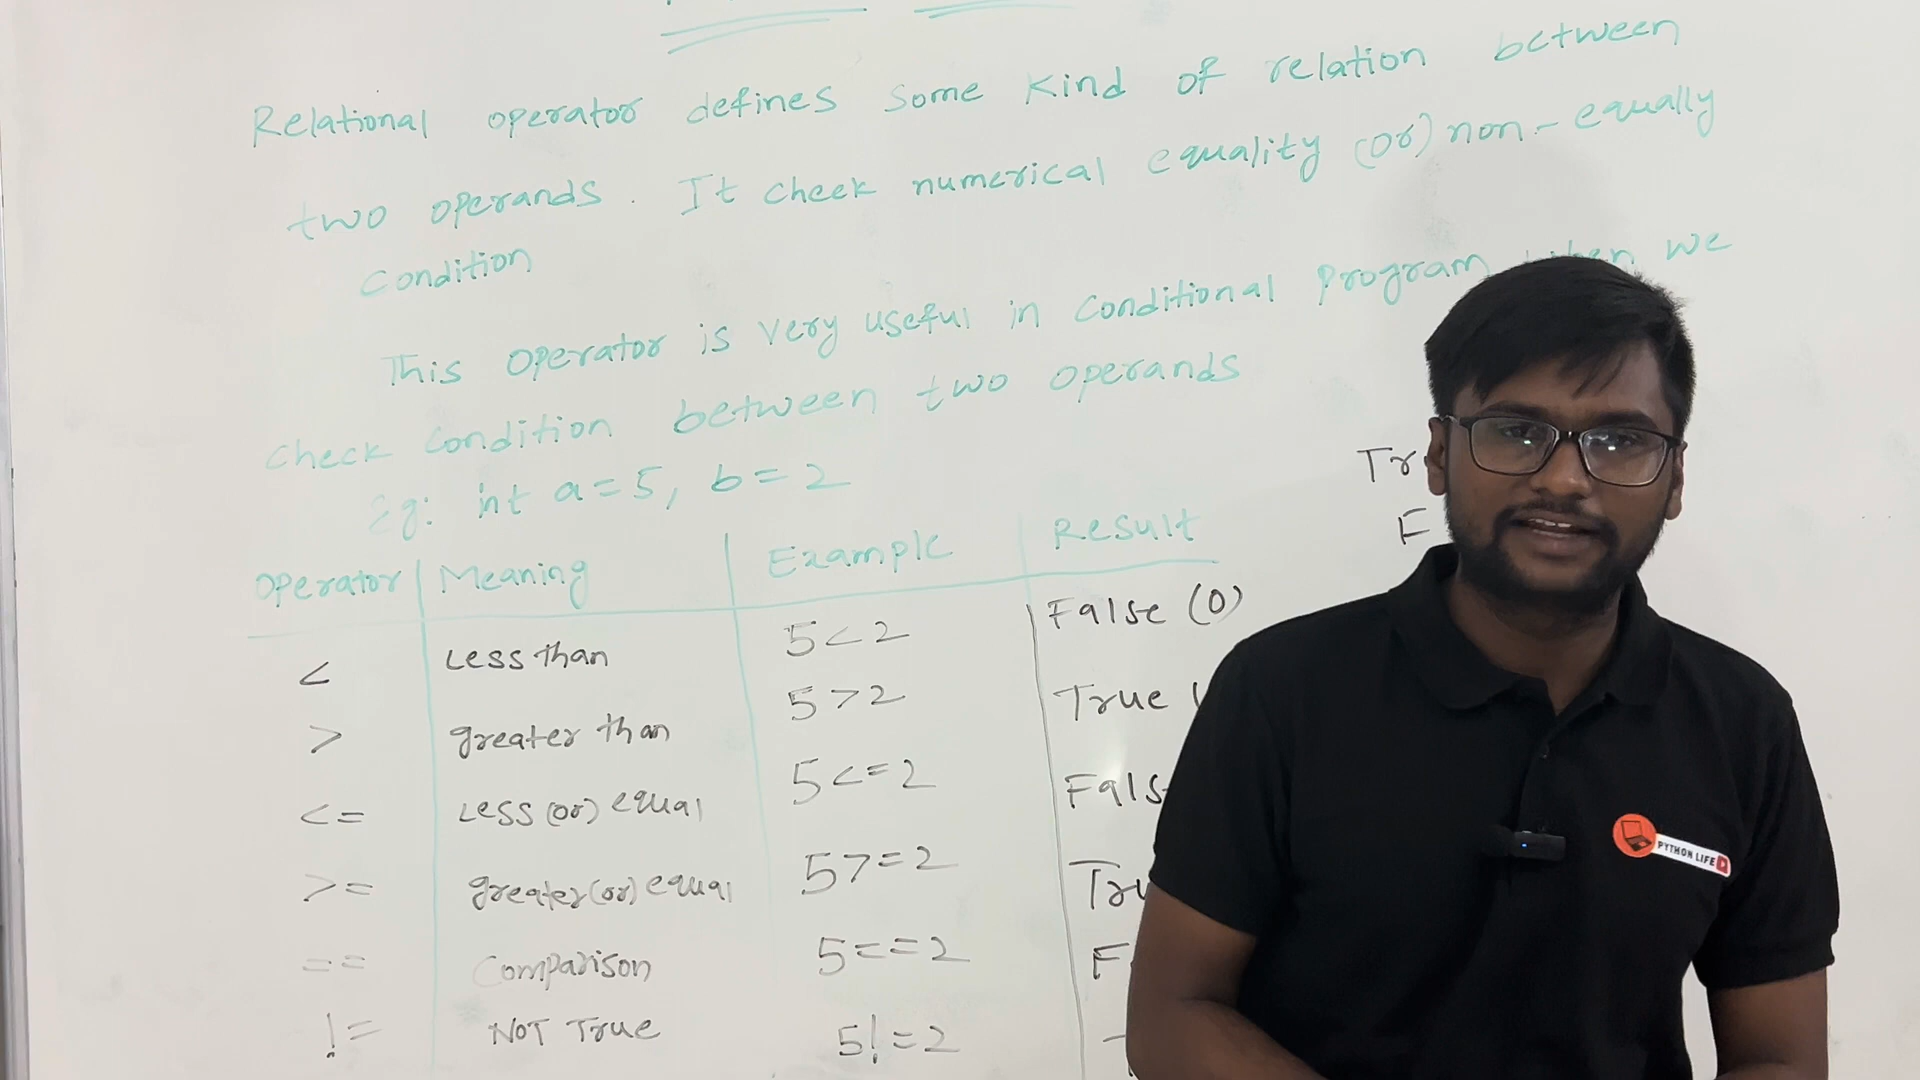 Relational operator defines some kind of relation between
two operands. It cheek numerical equality (or) non-equally
condition
This operator is very useful in conditional program when we
check condition between two operands
Eg: int a=5, b=2
Operator Meaning Example Result
< Less than 5<2 False (0)
> greater than 5>2 True
<= Less (or) equal 5<=2 Fals
>= greater (or) equal 5>=2 Tru
== Comparison 5==2 F
!= NOT True 5!=2
Tr
F
PYTHON LIFE